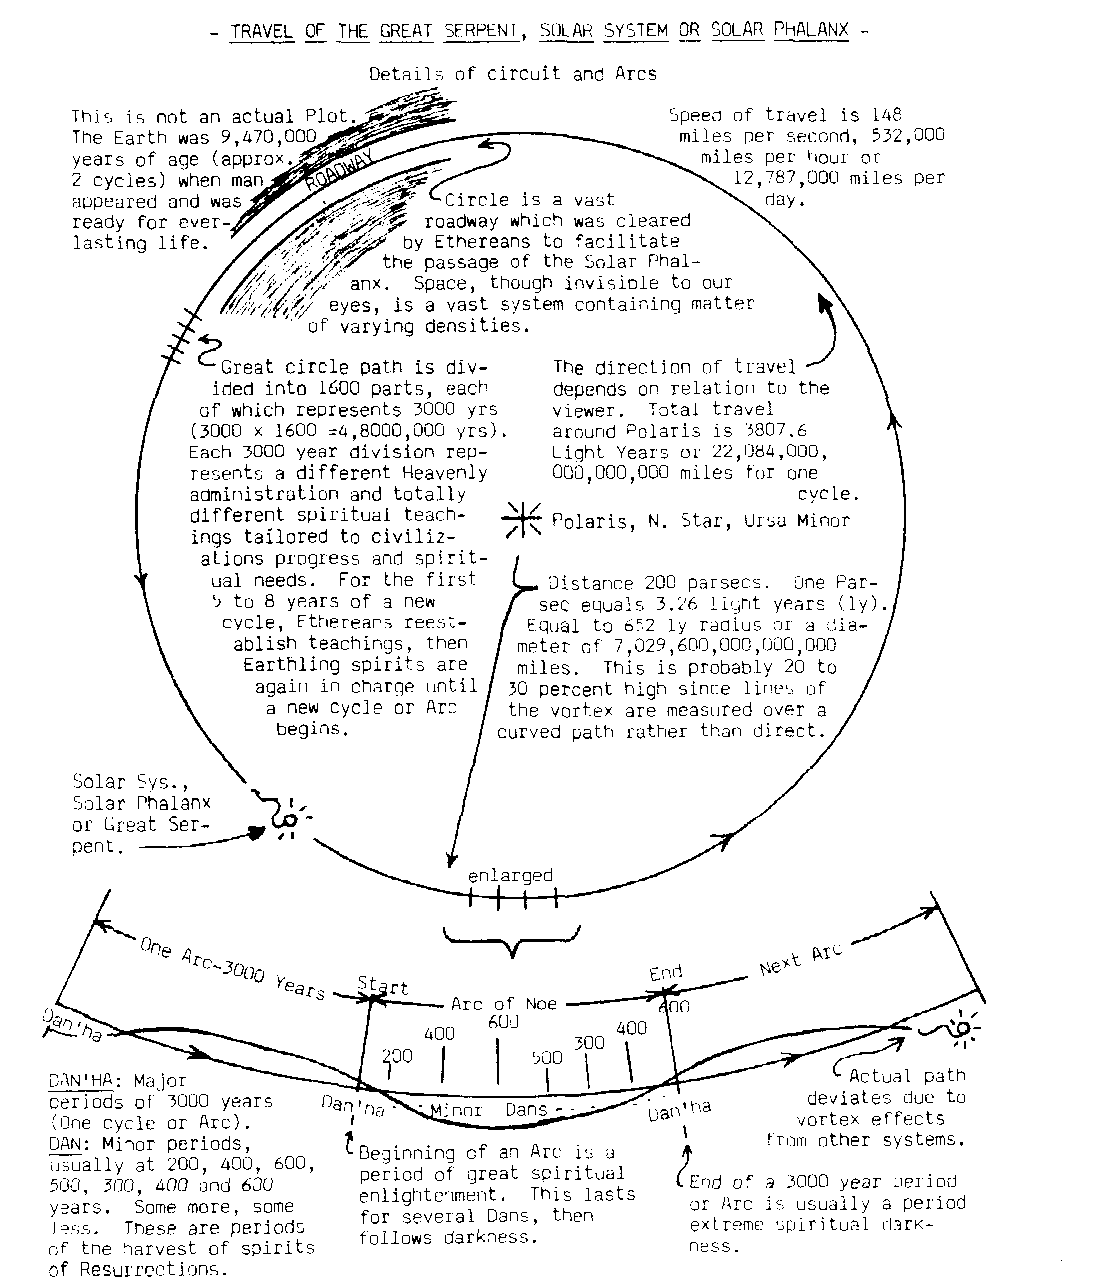 - TRAVEL OF THE GREAT SERPENT, SOLAR SYSTEM OR SOLAR PHALANX -
Details of circuit and Arcs
This is not an actual Plot.
The Earth was 9,470,000
years of age (approx.
2 cycles) when man
appeared and was
ready for ever-
lasting life.
ROADWAY
Speed of travel is 148
miles per second, 532,000
miles per hour or
12,787,000 miles per
day.
Circle is a vast
roadway which was cleared
by Ethereans to facilitate
the passage of the Solar Phal-
anx. Space, though invisible to our
eyes, is a vast system containing matter
of varying densities.
Great circle path is div-
ided into 1600 parts, each
of which represents 3000 yrs
(3000 x 1600 =4,8000,000 yrs).
Each 3000 year division rep-
resents a different Heavenly
administration and totally
different spiritual teach-
ings tailored to civiliz-
ations progress and spirit-
ual needs. For the first
5 to 8 years of a new
cycle, Ethereans reest-
ablish teachings, then
Earthling spirits are
again in charge until
a new cycle or Arc
begins.
The direction of travel
depends on relation to the
viewer. Total travel
around Polaris is 3807.6
Light Years or 22,084,000,
000,000,000 miles for one
cycle.
Polaris, N. Star, Ursa Minor
Distance 200 parsecs. One Par-
sec equals 3.26 light years (ly).
Equal to 652 ly radius or a dia-
meter of 7,029,600,000,000,000
miles. This is probably 20 to
30 percent high since lines of
the vortex are measured over a
curved path rather than direct.
Solar Sys.,
Solar Phalanx
or Great Ser-
pent.
enlarged
One Arc-3000 Years
Start
Arc of Noe
End
Next Arc
Dan'ha
200
400
600
500
300
400
600
Dan'ha
Minor Dans
Dan'ha
DAN'HA: Major
periods of 3000 years
(One cycle or Arc).
DAN: Minor periods,
usually at 200, 400, 600,
500, 300, 400 and 600
years. Some more, some
less. These are periods
of the harvest of spirits
of Resurrections.
Beginning of an Arc is a
period of great spiritual
enlightenment. This lasts
for several Dans, then
follows darkness.
Actual path
deviates due to
vortex effects
from other systems.
End of a 3000 year period
or Arc is usually a period
extreme spiritual dark-
ness.